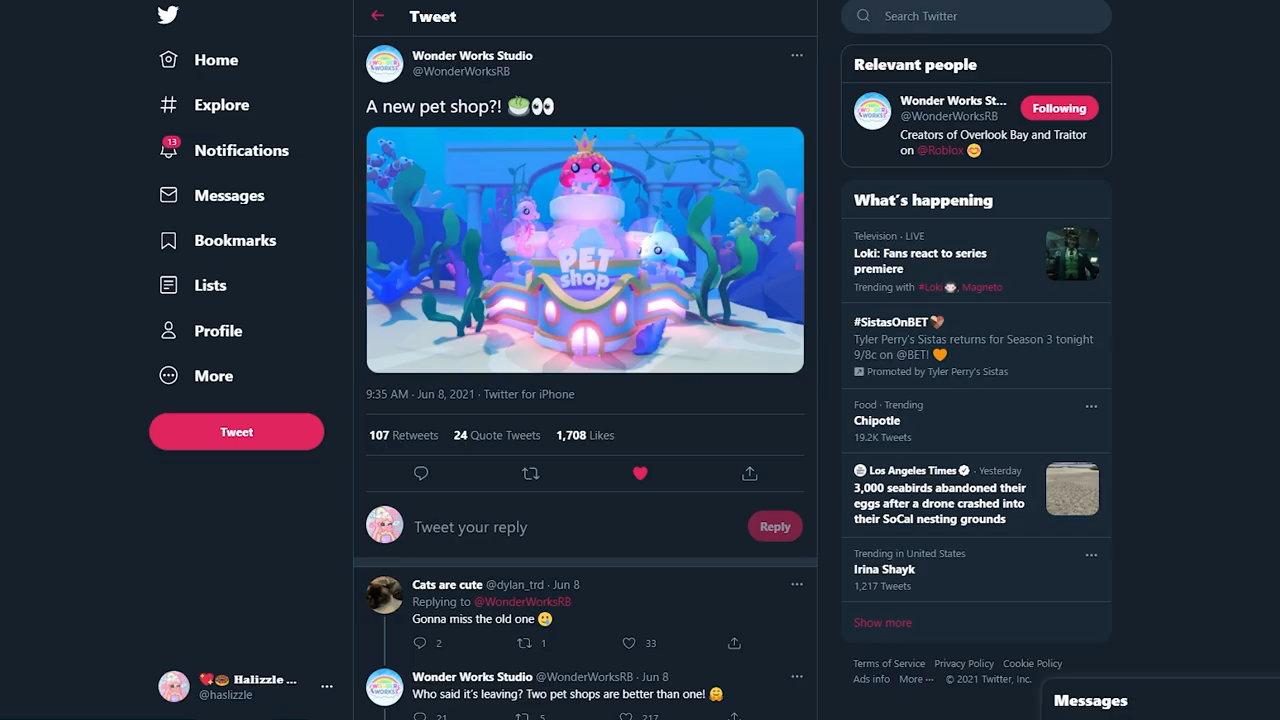 Home
Explore
13
Notifications
Messages
Bookmarks
Lists
Profile
More
Tweet
Halizzle ...
@haslizzle
Tweet
Wonder Works Studio
@WonderWorksRB
A new pet shop?!
PET
shop
9:35 AM · Jun 8, 2021 · Twitter for iPhone
107 Retweets 24 Quote Tweets 1,708 Likes
Tweet your reply
Reply
Cats are cute @dylan_trd · Jun 8
Replying to @WonderWorksRB
Gonna miss the old one
2 1 33
Wonder Works Studio @WonderWorksRB · Jun 8
Who said it's leaving? Two pet shops are better than one!
21 5 217
Search Twitter
Relevant people
Wonder Works St...
@WonderWorksRB
Following
Creators of Overlook Bay and Traitor
on @Roblox
What's happening
Television · LIVE
Loki: Fans react to series
premiere
Trending with #Loki, Magneto
#SistasOnBET
Tyler Perry's Sistas returns for Season 3 tonight
9/8c on @BET!
Promoted by Tyler Perry's Sistas
Food · Trending
Chipotle
19.2K Tweets
Los Angeles Times · Yesterday
3,000 seabirds abandoned their
eggs after a drone crashed into
their SoCal nesting grounds
Trending in United States
Irina Shayk
1,217 Tweets
Show more
Terms of Service Privacy Policy Cookie Policy
Ads info More ··· © 2021 Twitter, Inc.
Messages